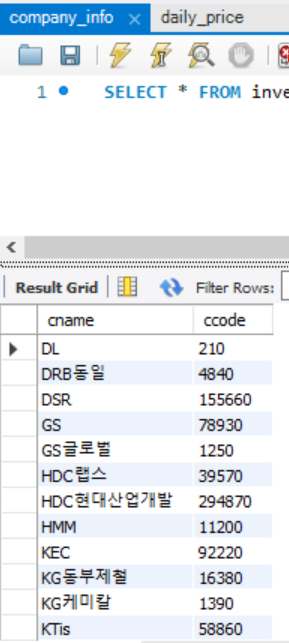 company_info × daily_price
1 SELECT * FROM inve
Result Grid Filter Rows:
cname ccode
DL 210
DRB동일 4840
DSR 155660
GS 78930
GS글로벌 1250
HDC랩스 39570
HDC현대산업개발 294870
HMM 11200
KEC 92220
KG동부제철 16380
KG케미칼 1390
KTis 58860